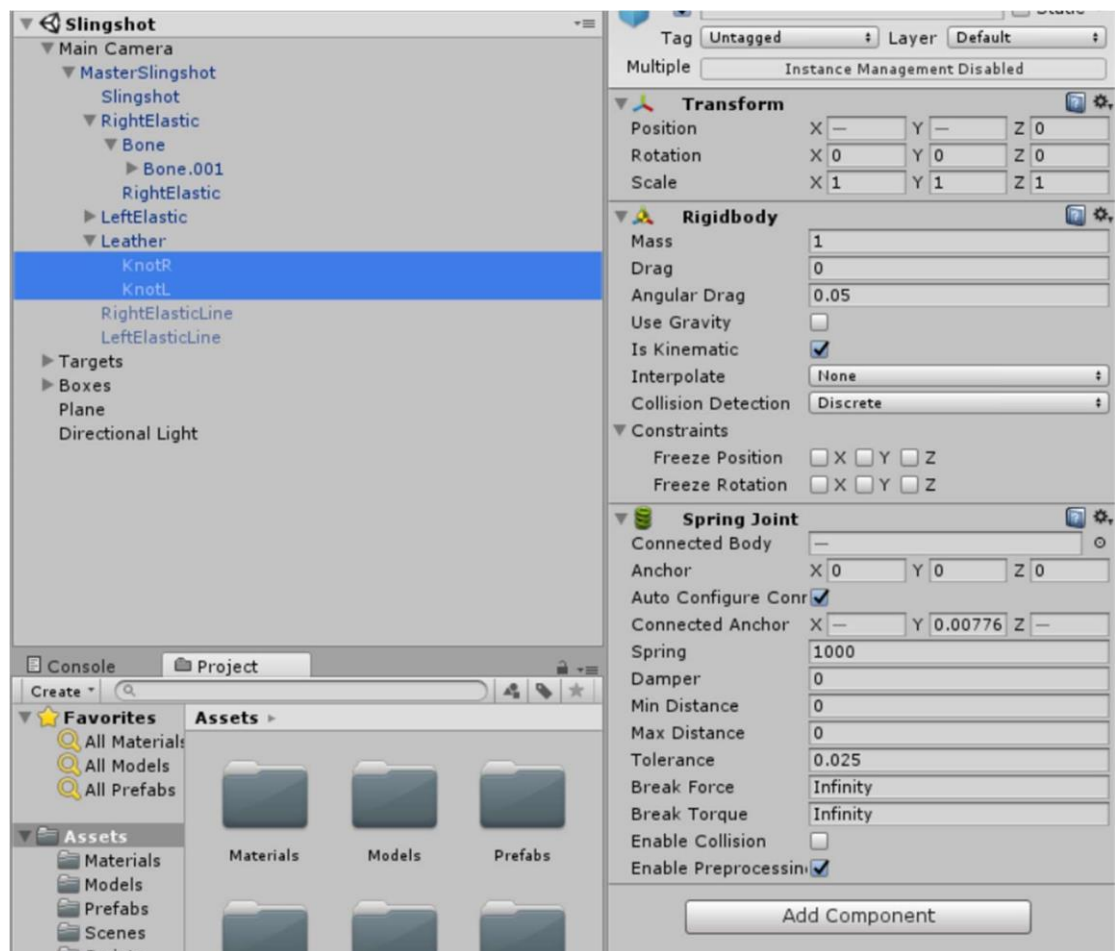 Slingshot
Main Camera
MasterSlingshot
Slingshot
RightElastic
Bone
Bone.001
RightElastic
LeftElastic
Leather
KnotR
KnotL
RightElasticLine
LeftElasticLine
Targets
Boxes
Plane
Directional Light
Console Project
Create
Favorites
All Materials
All Models
All Prefabs
Assets
Materials
Models
Prefabs
Scenes
Assets
Materials Models Prefabs
Tag Untagged Layer Default
Multiple Instance Management Disabled
Transform
Position X — Y — Z 0
Rotation X 0 Y 0 Z 0
Scale X 1 Y 1 Z 1
Rigidbody
Mass 1
Drag 0
Angular Drag 0.05
Use Gravity
Is Kinematic
Interpolate None
Collision Detection Discrete
Constraints
Freeze Position X Y Z
Freeze Rotation X Y Z
Spring Joint
Connected Body —
Anchor X 0 Y 0 Z 0
Auto Configure Conr
Connected Anchor X — Y 0.00776 Z —
Spring 1000
Damper 0
Min Distance 0
Max Distance 0
Tolerance 0.025
Break Force Infinity
Break Torque Infinity
Enable Collision
Enable Preprocessin
Add Component